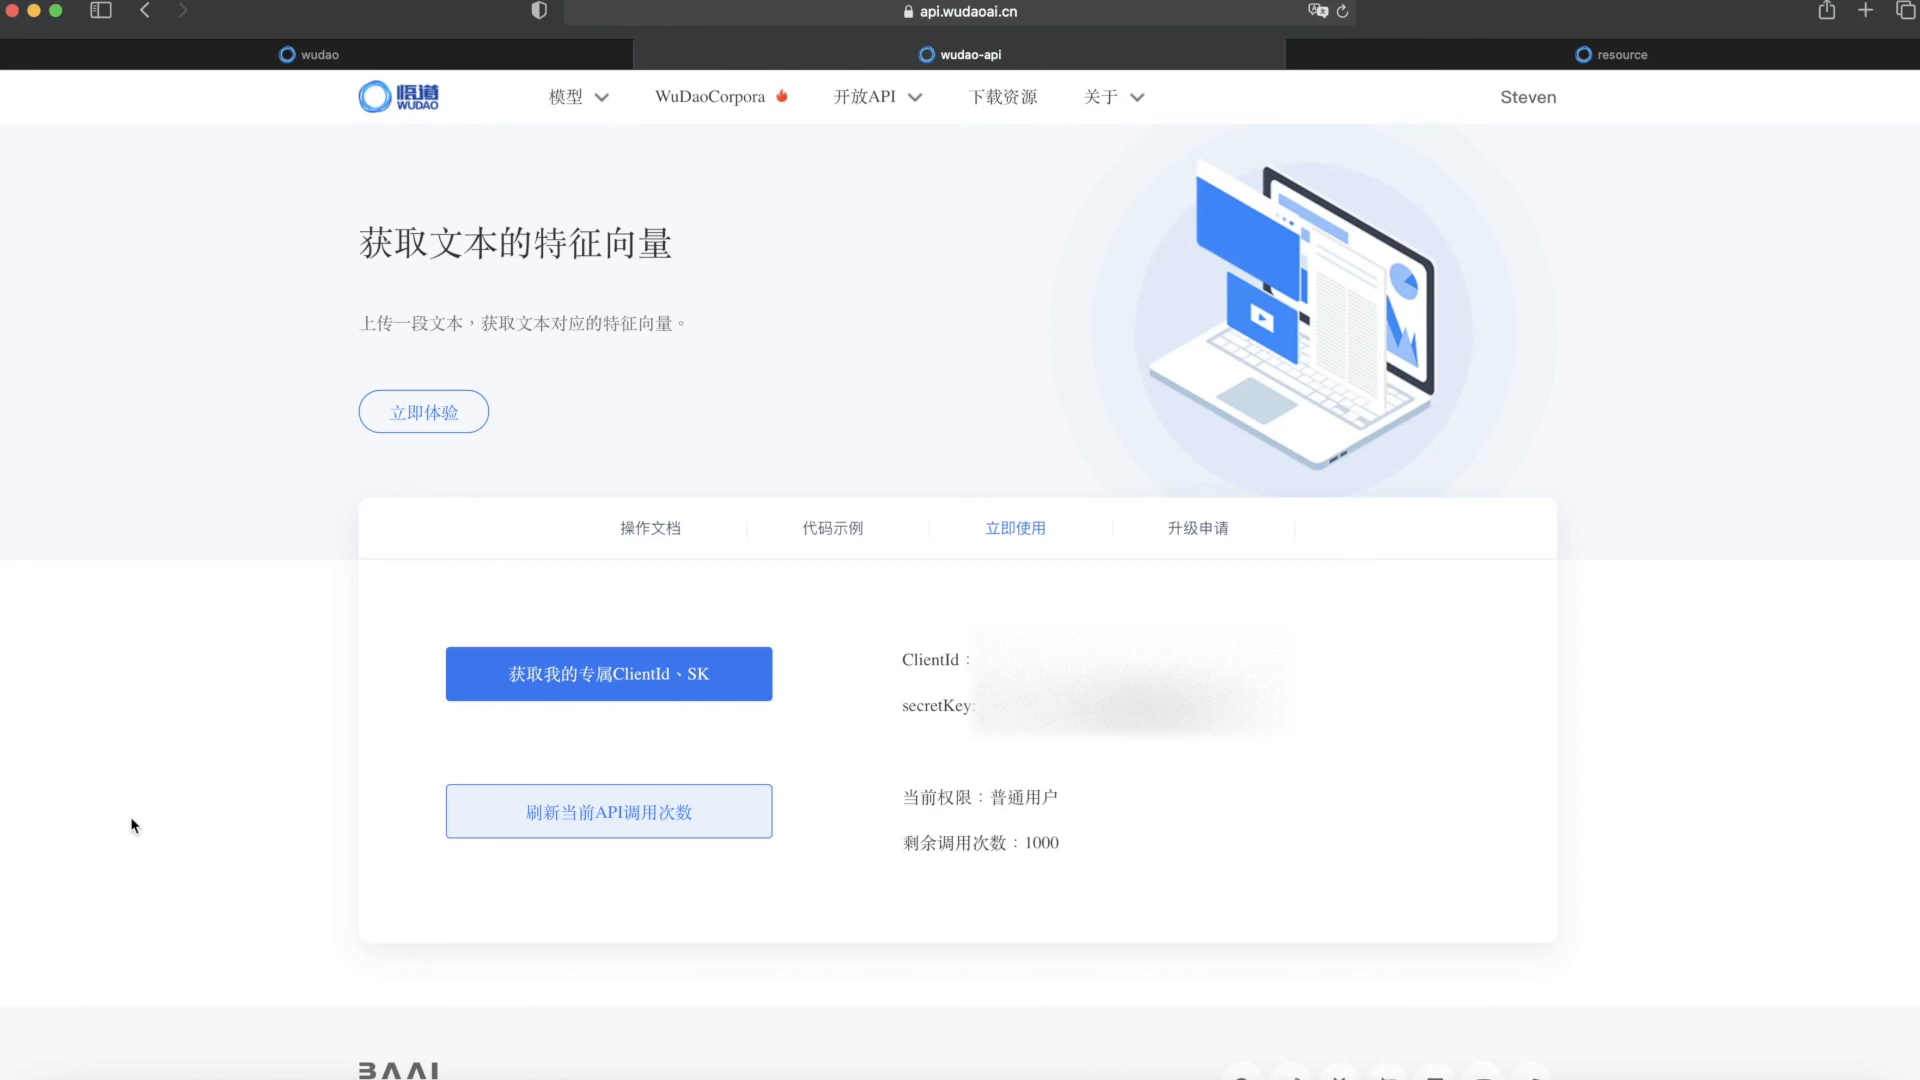 api.wudaoai.cn
wudao
wudao-api
resource
悟道
WUDAO
模型
WuDaoCorpora
开放API
下载资源
关于
Steven
获取文本的特征向量
上传一段文本，获取文本对应的特征向量。
立即体验
操作文档
代码示例
立即使用
升级申请
获取我的专属ClientId、SK
ClientId：
secretKey:
刷新当前API调用次数
当前权限：普通用户
剩余调用次数：1000
BAAI